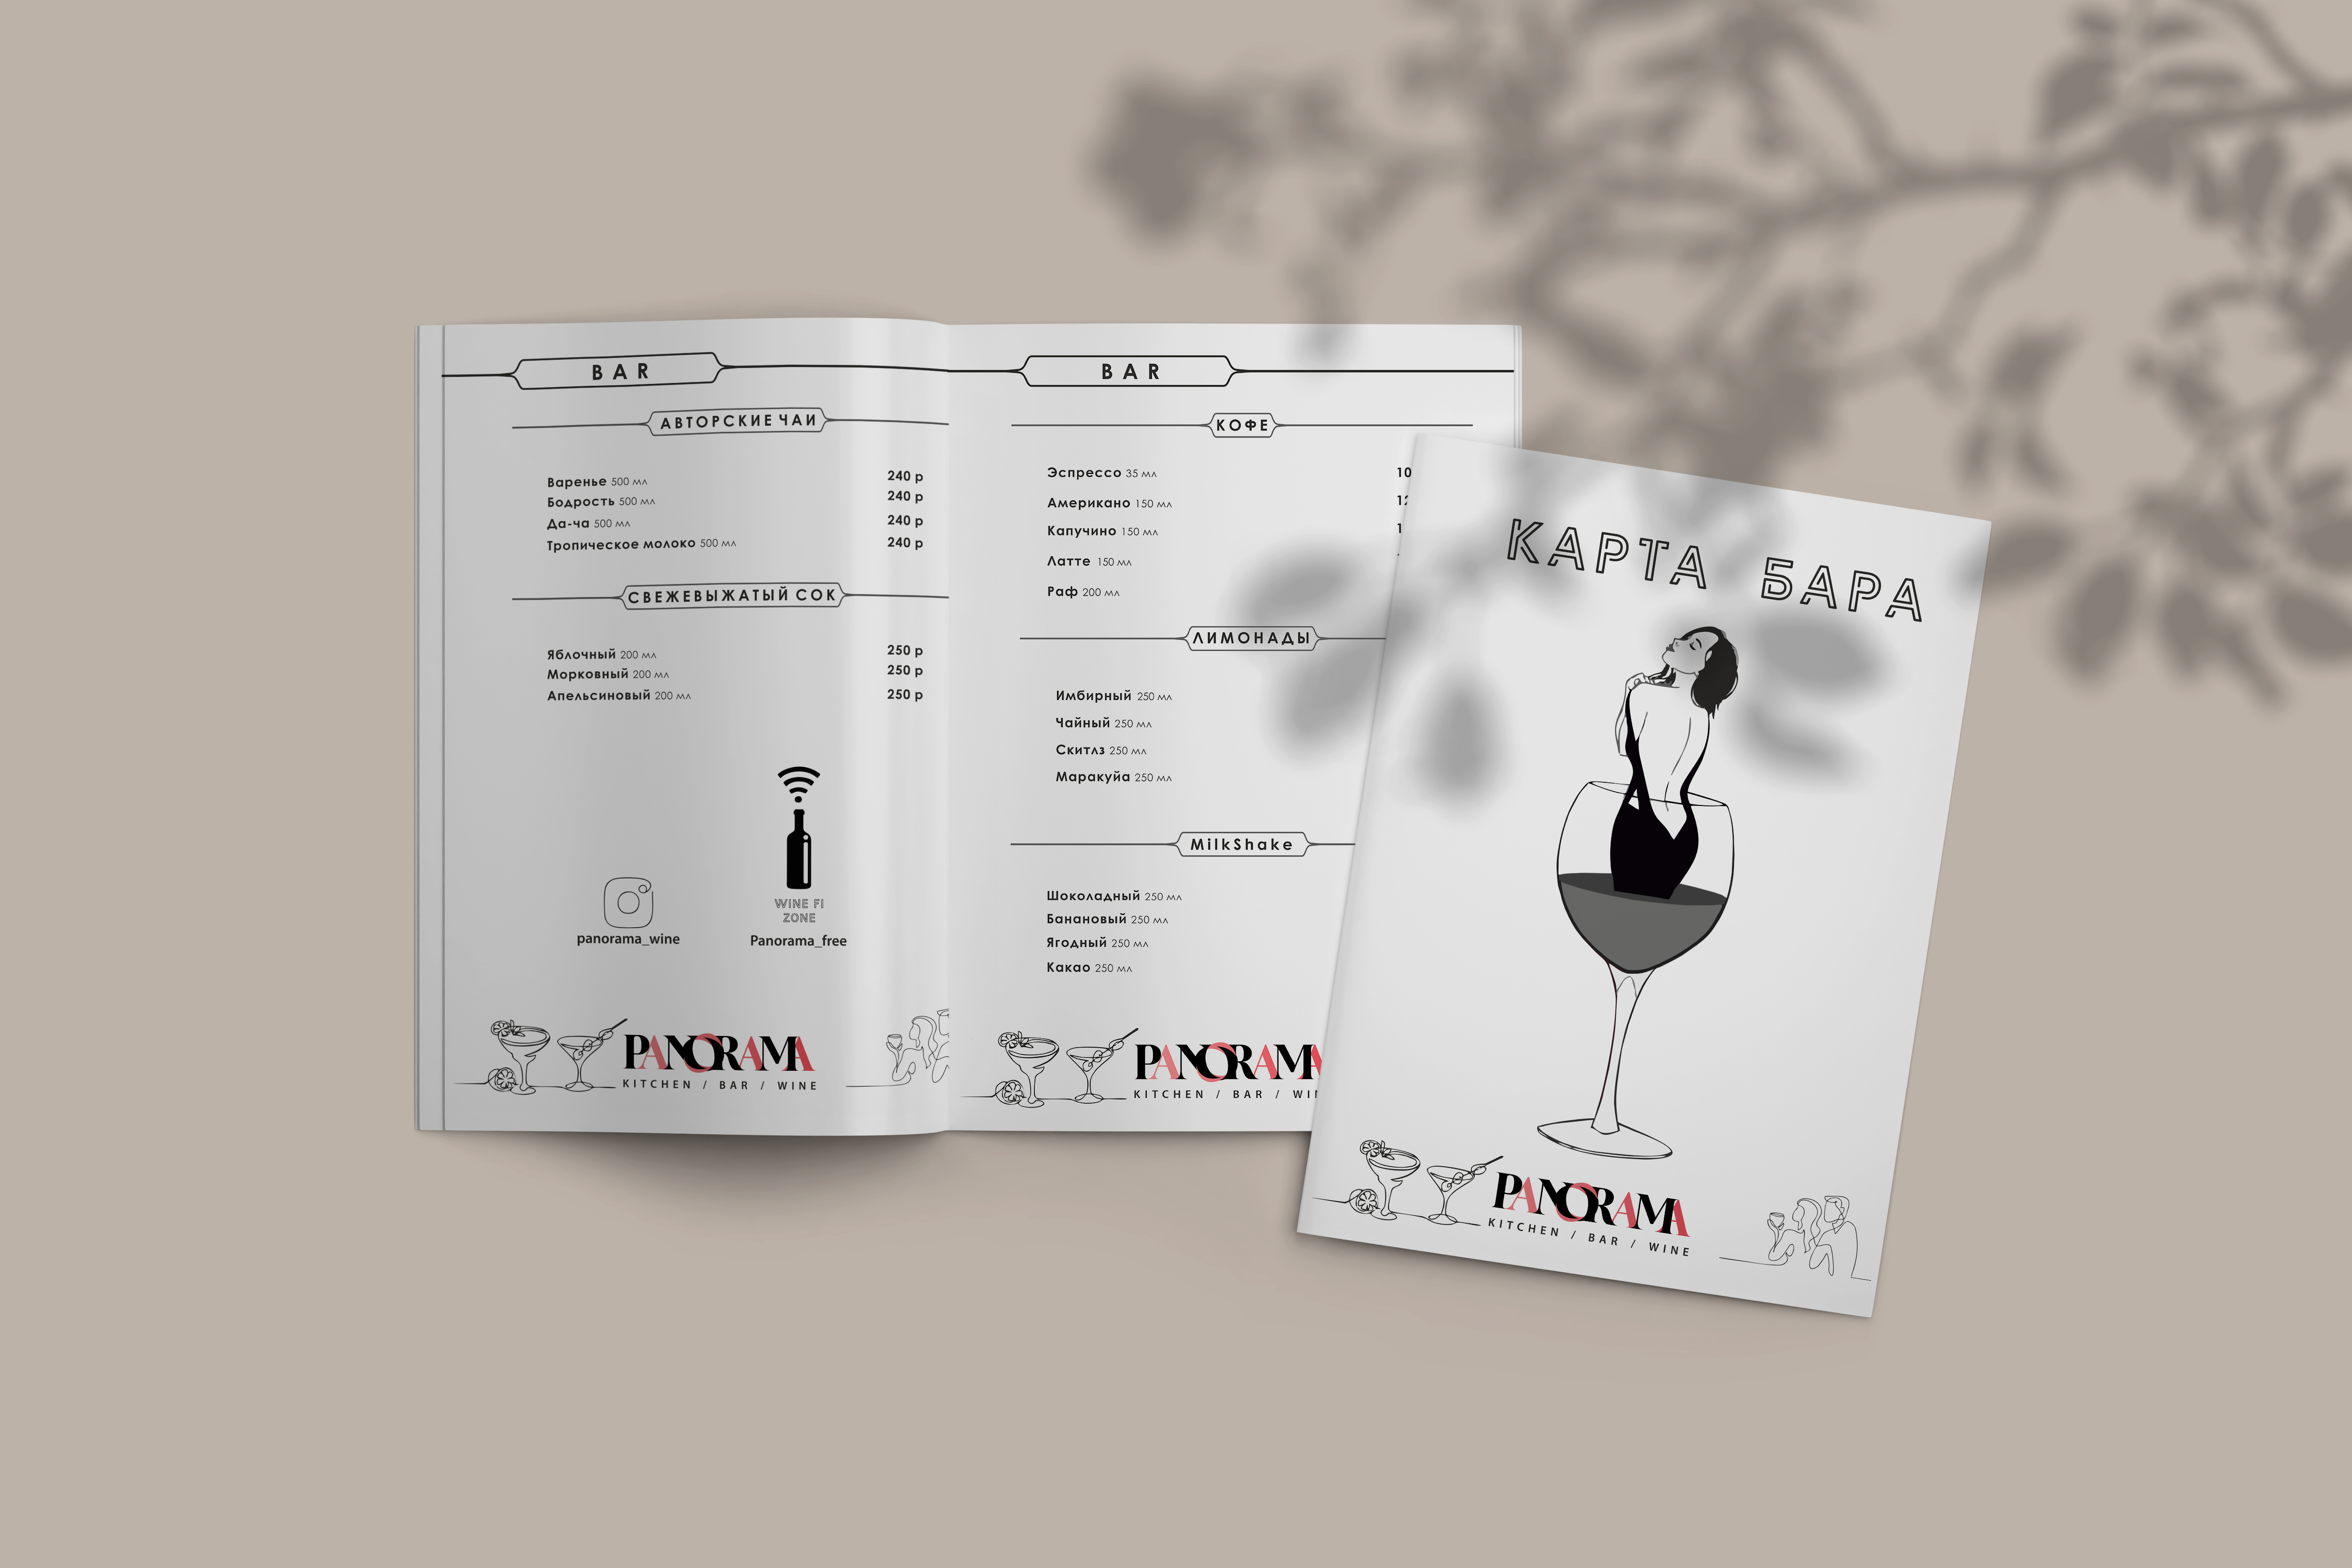 BAR
АВТОРСКИЕ ЧАИ
Варенье 500 мл 240 р
Бодрость 500 мл 240 р
Да-ча 500 мл 240 р
Тропическое молоко 500 мл 240 р
СВЕЖЕВЫЖАТЫЙ СОК
Яблочный 200 мл 250 р
Морковный 200 мл 250 р
Апельсиновый 200 мл 250 р
WINE FI
ZONE
panorama_wine
Panorama_free
PANORAMA
KITCHEN / BAR / WINE
BAR
КОФЕ
Эспрессо 35 мл 10
Американо 150 мл
Капучино 150 мл
Латте 150 мл
Раф 200 мл
ЛИМОНАДЫ
Имбирный 250 мл
Чайный 250 мл
Скитлз 250 мл
Маракуйа 250 мл
MilkShake
Шоколадный 250 мл
Банановый 250 мл
Ягодный 250 мл
Какао 250 мл
PANORAMA
KITCHEN / BAR /
КАРТА БАРА
PANORAMA
KITCHEN / BAR / WINE